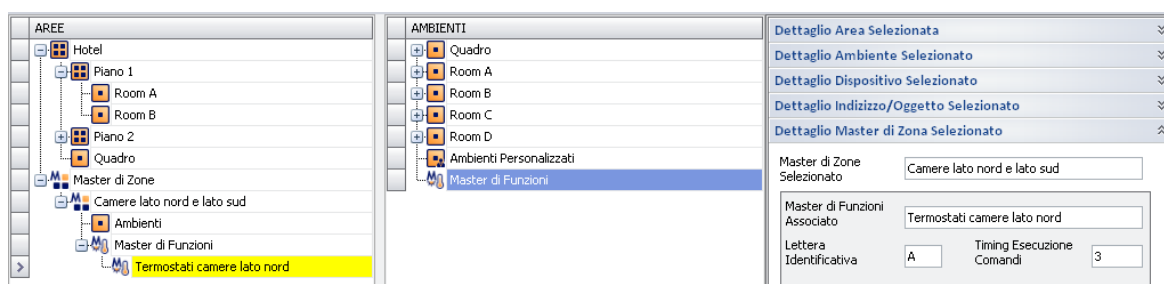 AREE
Hotel
Piano 1
Room A
Room B
Piano 2
Quadro
Master di Zone
Camere lato nord e lato sud
Ambienti
Master di Funzioni
Termostati camere lato nord
AMBIENTI
Quadro
Room A
Room B
Room C
Room D
Ambienti Personalizzati
Master di Funzioni
Dettaglio Area Selezionata
Dettaglio Ambiente Selezionato
Dettaglio Dispositivo Selezionato
Dettaglio Indizizzo/Oggetto Selezionato
Dettaglio Master di Zona Selezionato
Master di Zone
Selezionato
Camere lato nord e lato sud
Master di Funzioni
Associato
Termostati camere lato nord
Lettera
Identificativa
A
Timing Esecuzione
Comandi
3